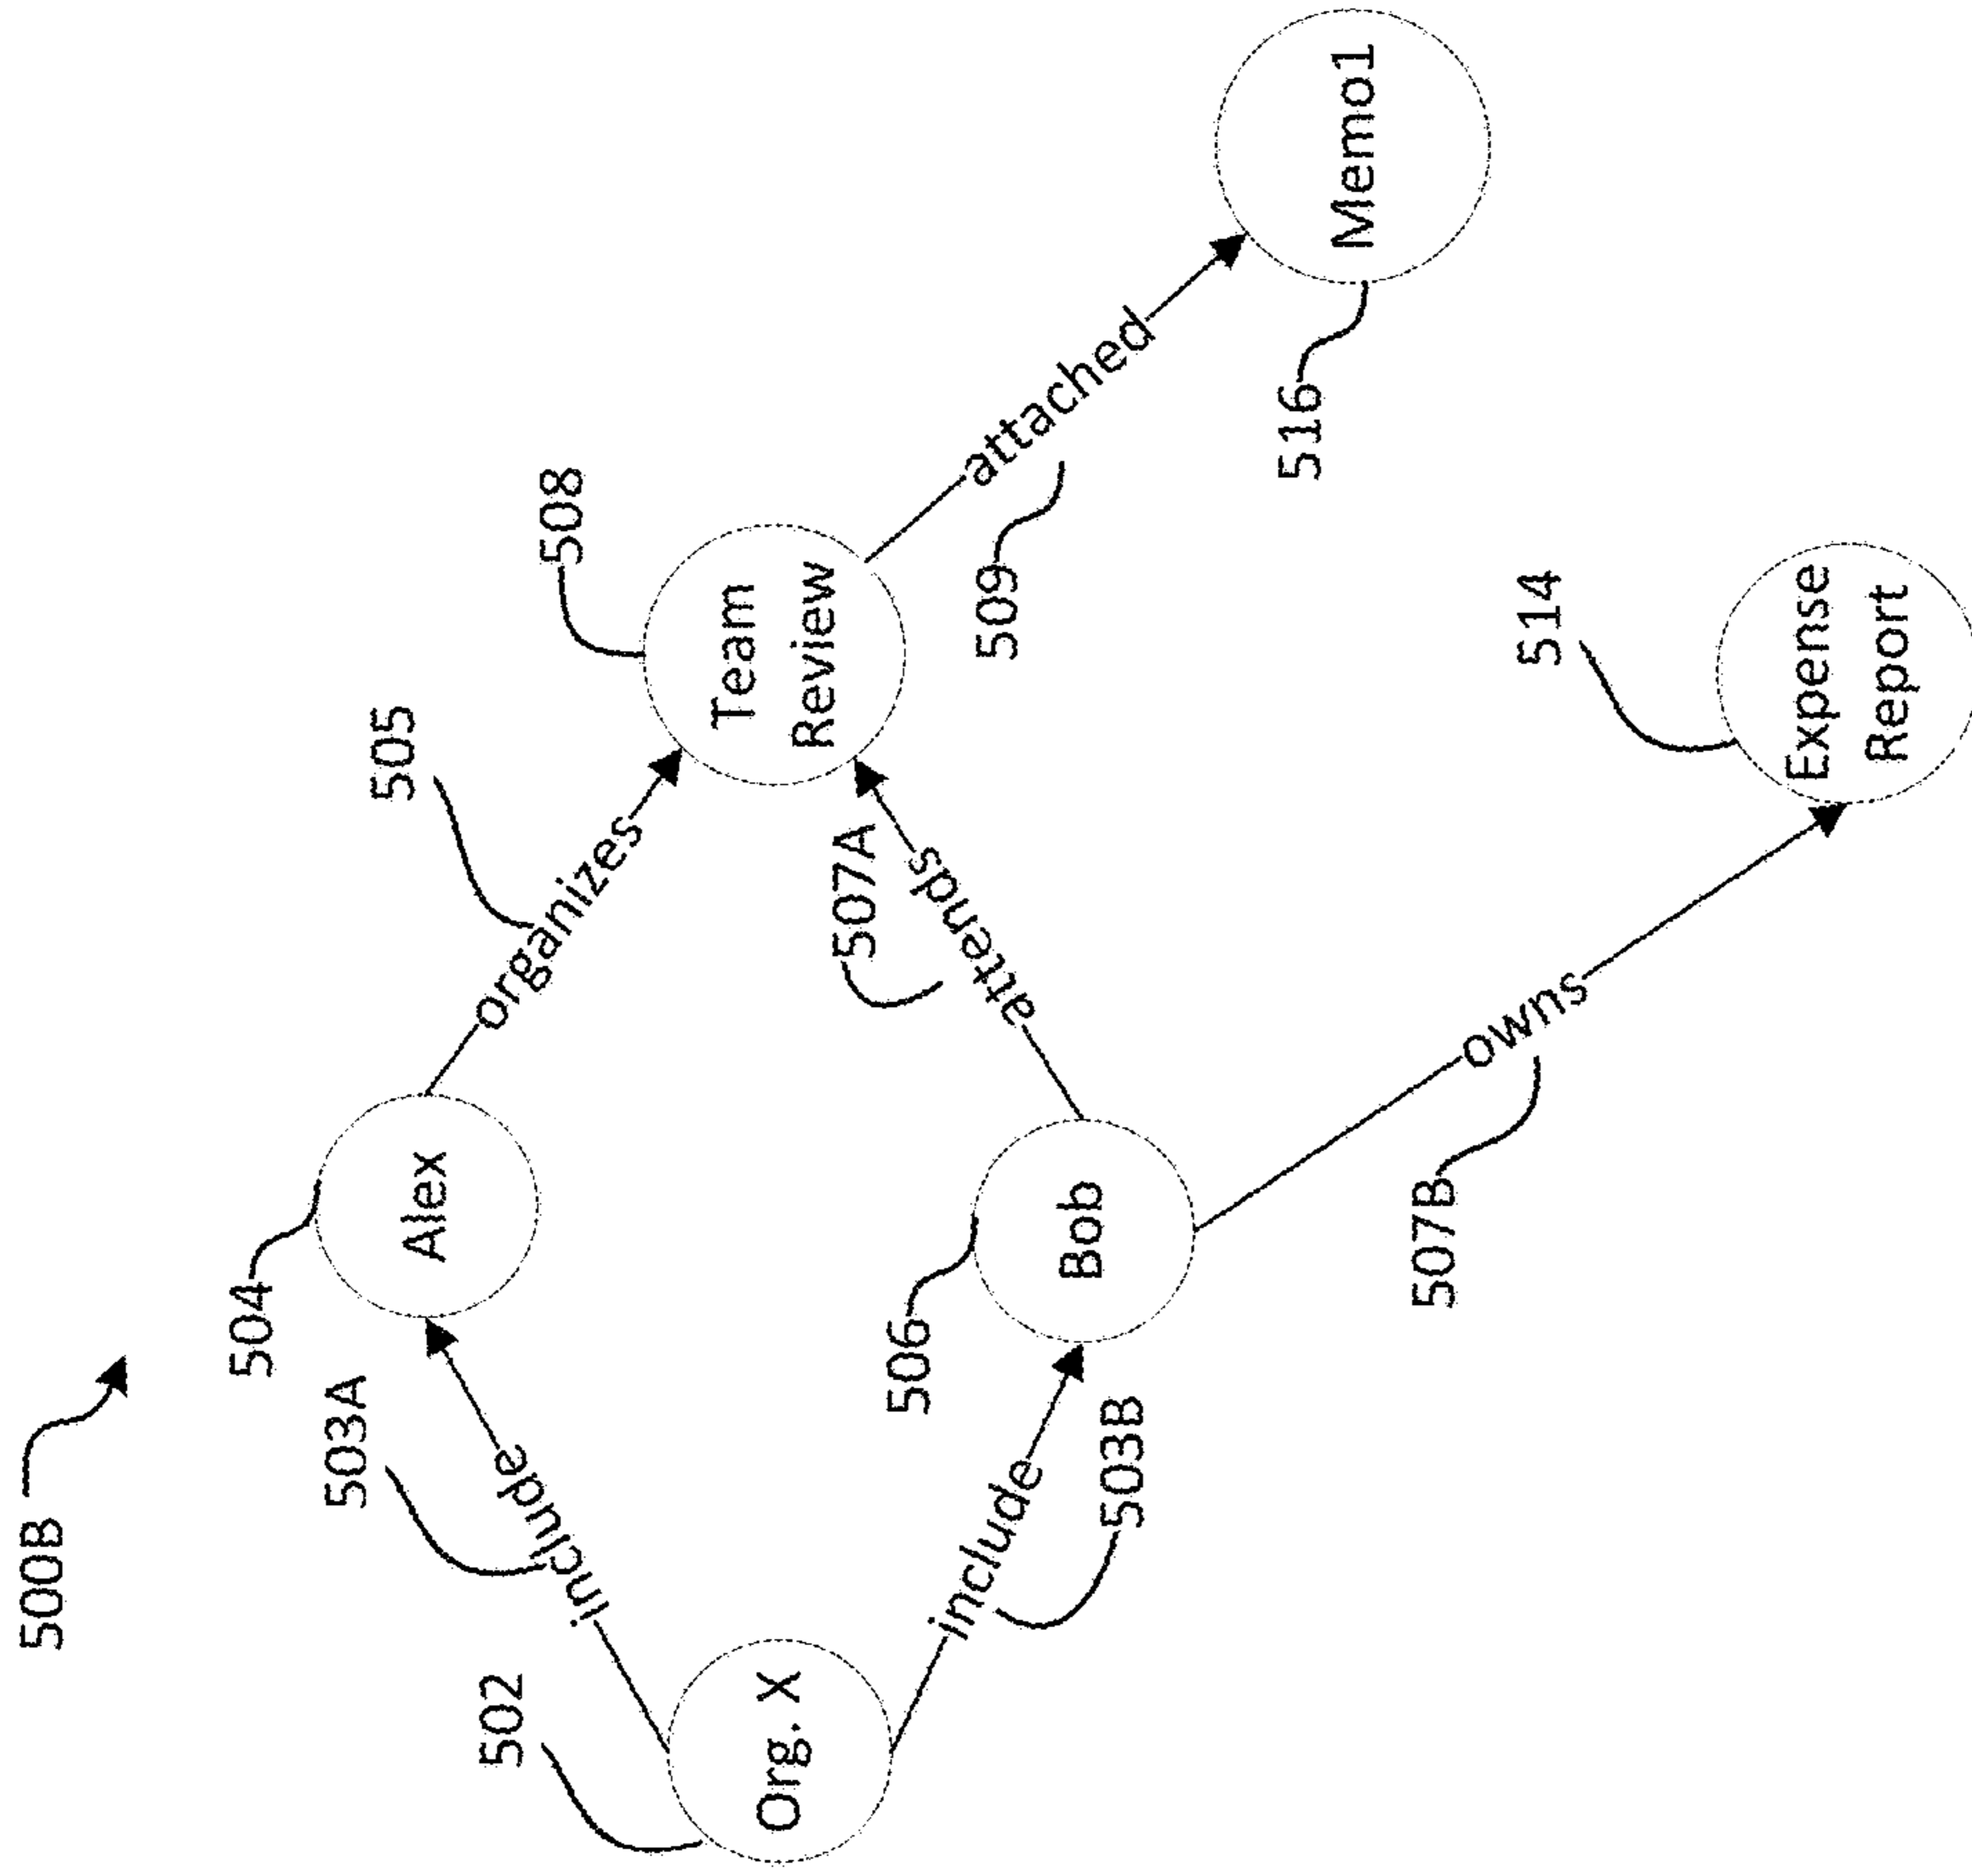 500B
504
Alex
503A
include
502
Org. X
include
503B
506
Bob
505
organizes
507A
attends
507B
owns
508
Team
Review
509
attached
516
Memo1
514
Expense
Report